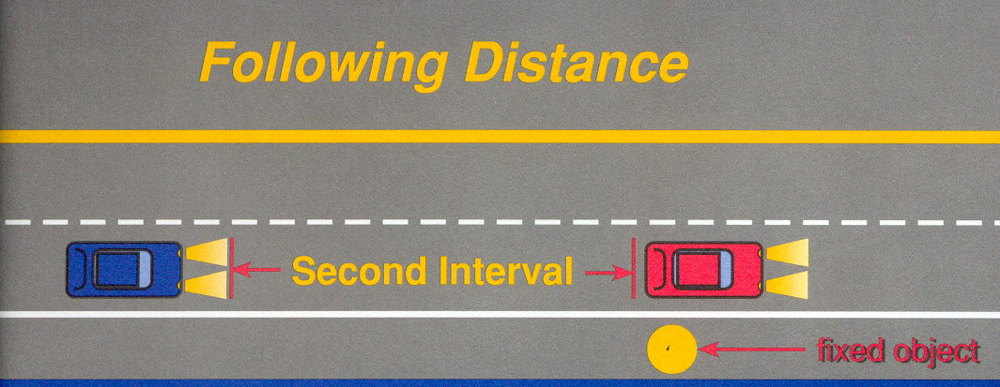 Following Distance
Second Interval
fixed object